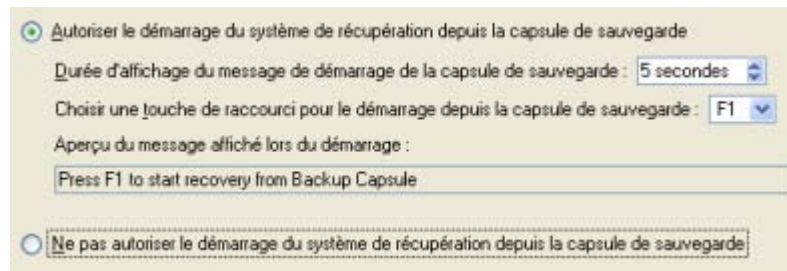 Autoriser le démarrage du système de récupération depuis la capsule de sauvegarde
Durée d'affichage du message de démarrage de la capsule de sauvegarde : 5 secondes
Choisir une touche de raccourci pour le démarrage depuis la capsule de sauvegarde : F1
Aperçu du message affiché lors du démarrage :
Press F1 to start recovery from Backup Capsule
Ne pas autoriser le démarrage du système de récupération depuis la capsule de sauvegarde